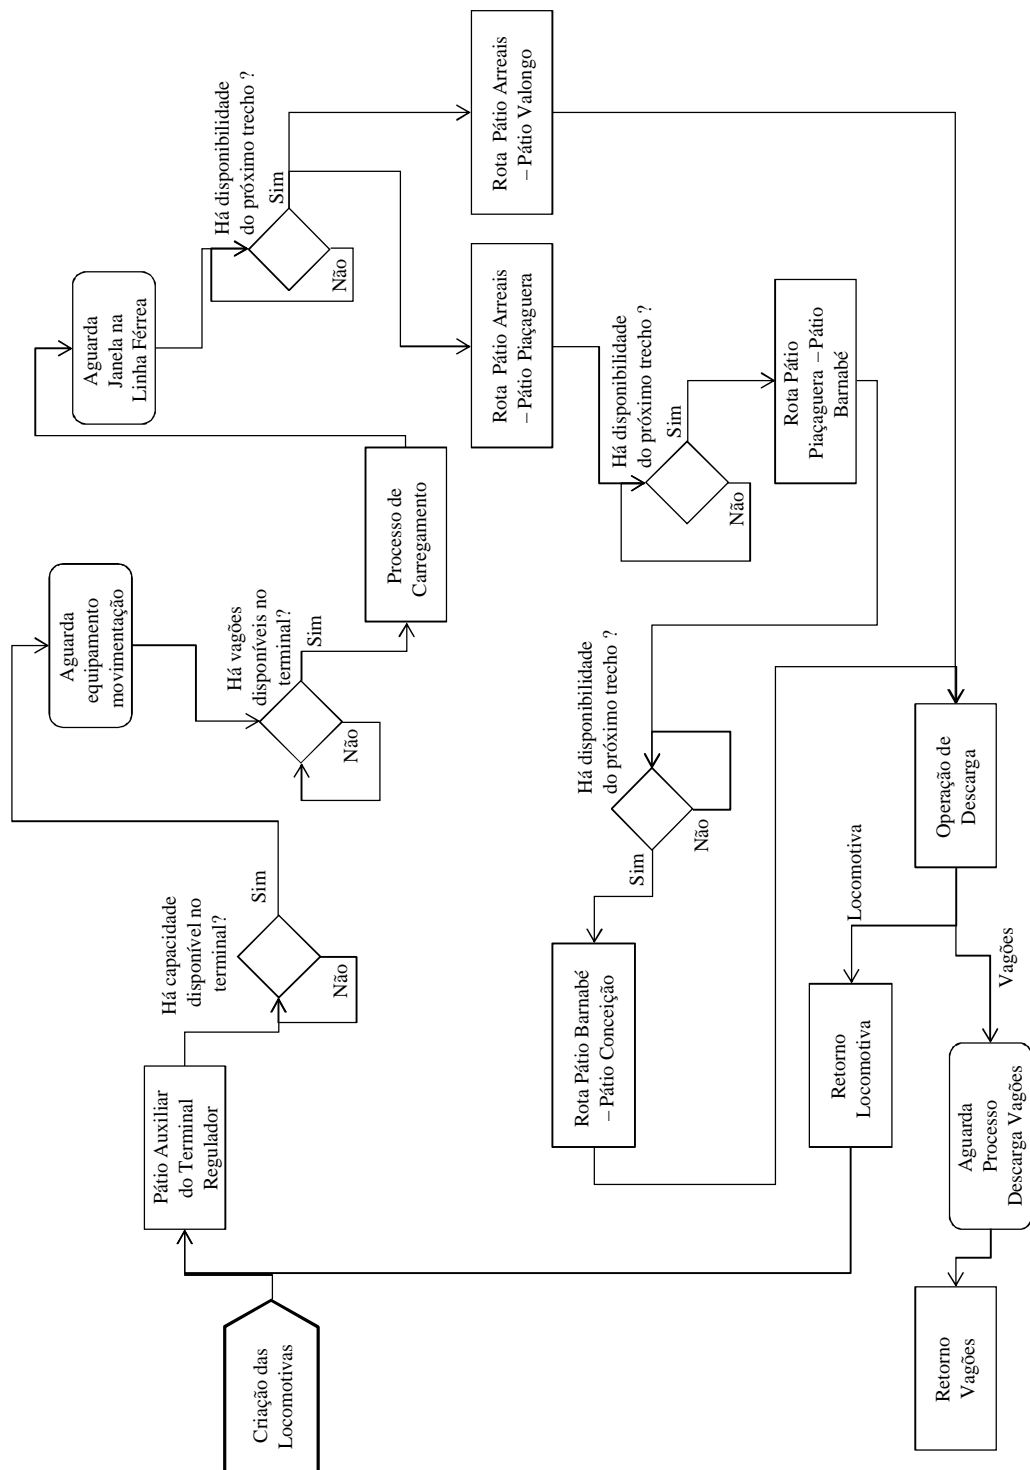 Criação das
Locomotivas
Pátio Auxiliar
do Terminal
Regulador
Há capacidade
disponível no
terminal?
Sim
Não
Aguarda
equipamento
movimentação
Há vagões
disponíveis no
terminal?
Sim
Não
Processo de
Carregamento
Aguarda
Janela na
Linha Férrea
Há disponibilidade
do próximo trecho ?
Sim
Não
Rota Pátio Arreais
– Pátio Valongo
Rota Pátio Arreais
– Pátio Piaçaguera
Há disponibilidade
do próximo trecho ?
Sim
Não
Rota Pátio
Piaçaguera – Pátio
Barnabé
Há disponibilidade
do próximo trecho ?
Sim
Não
Rota Pátio Barnabé
– Pátio Conceição
Operação de
Descarga
Locomotiva
Vagões
Retorno
Locomotiva
Aguarda
Processo
Descarga Vagões
Retorno
Vagões